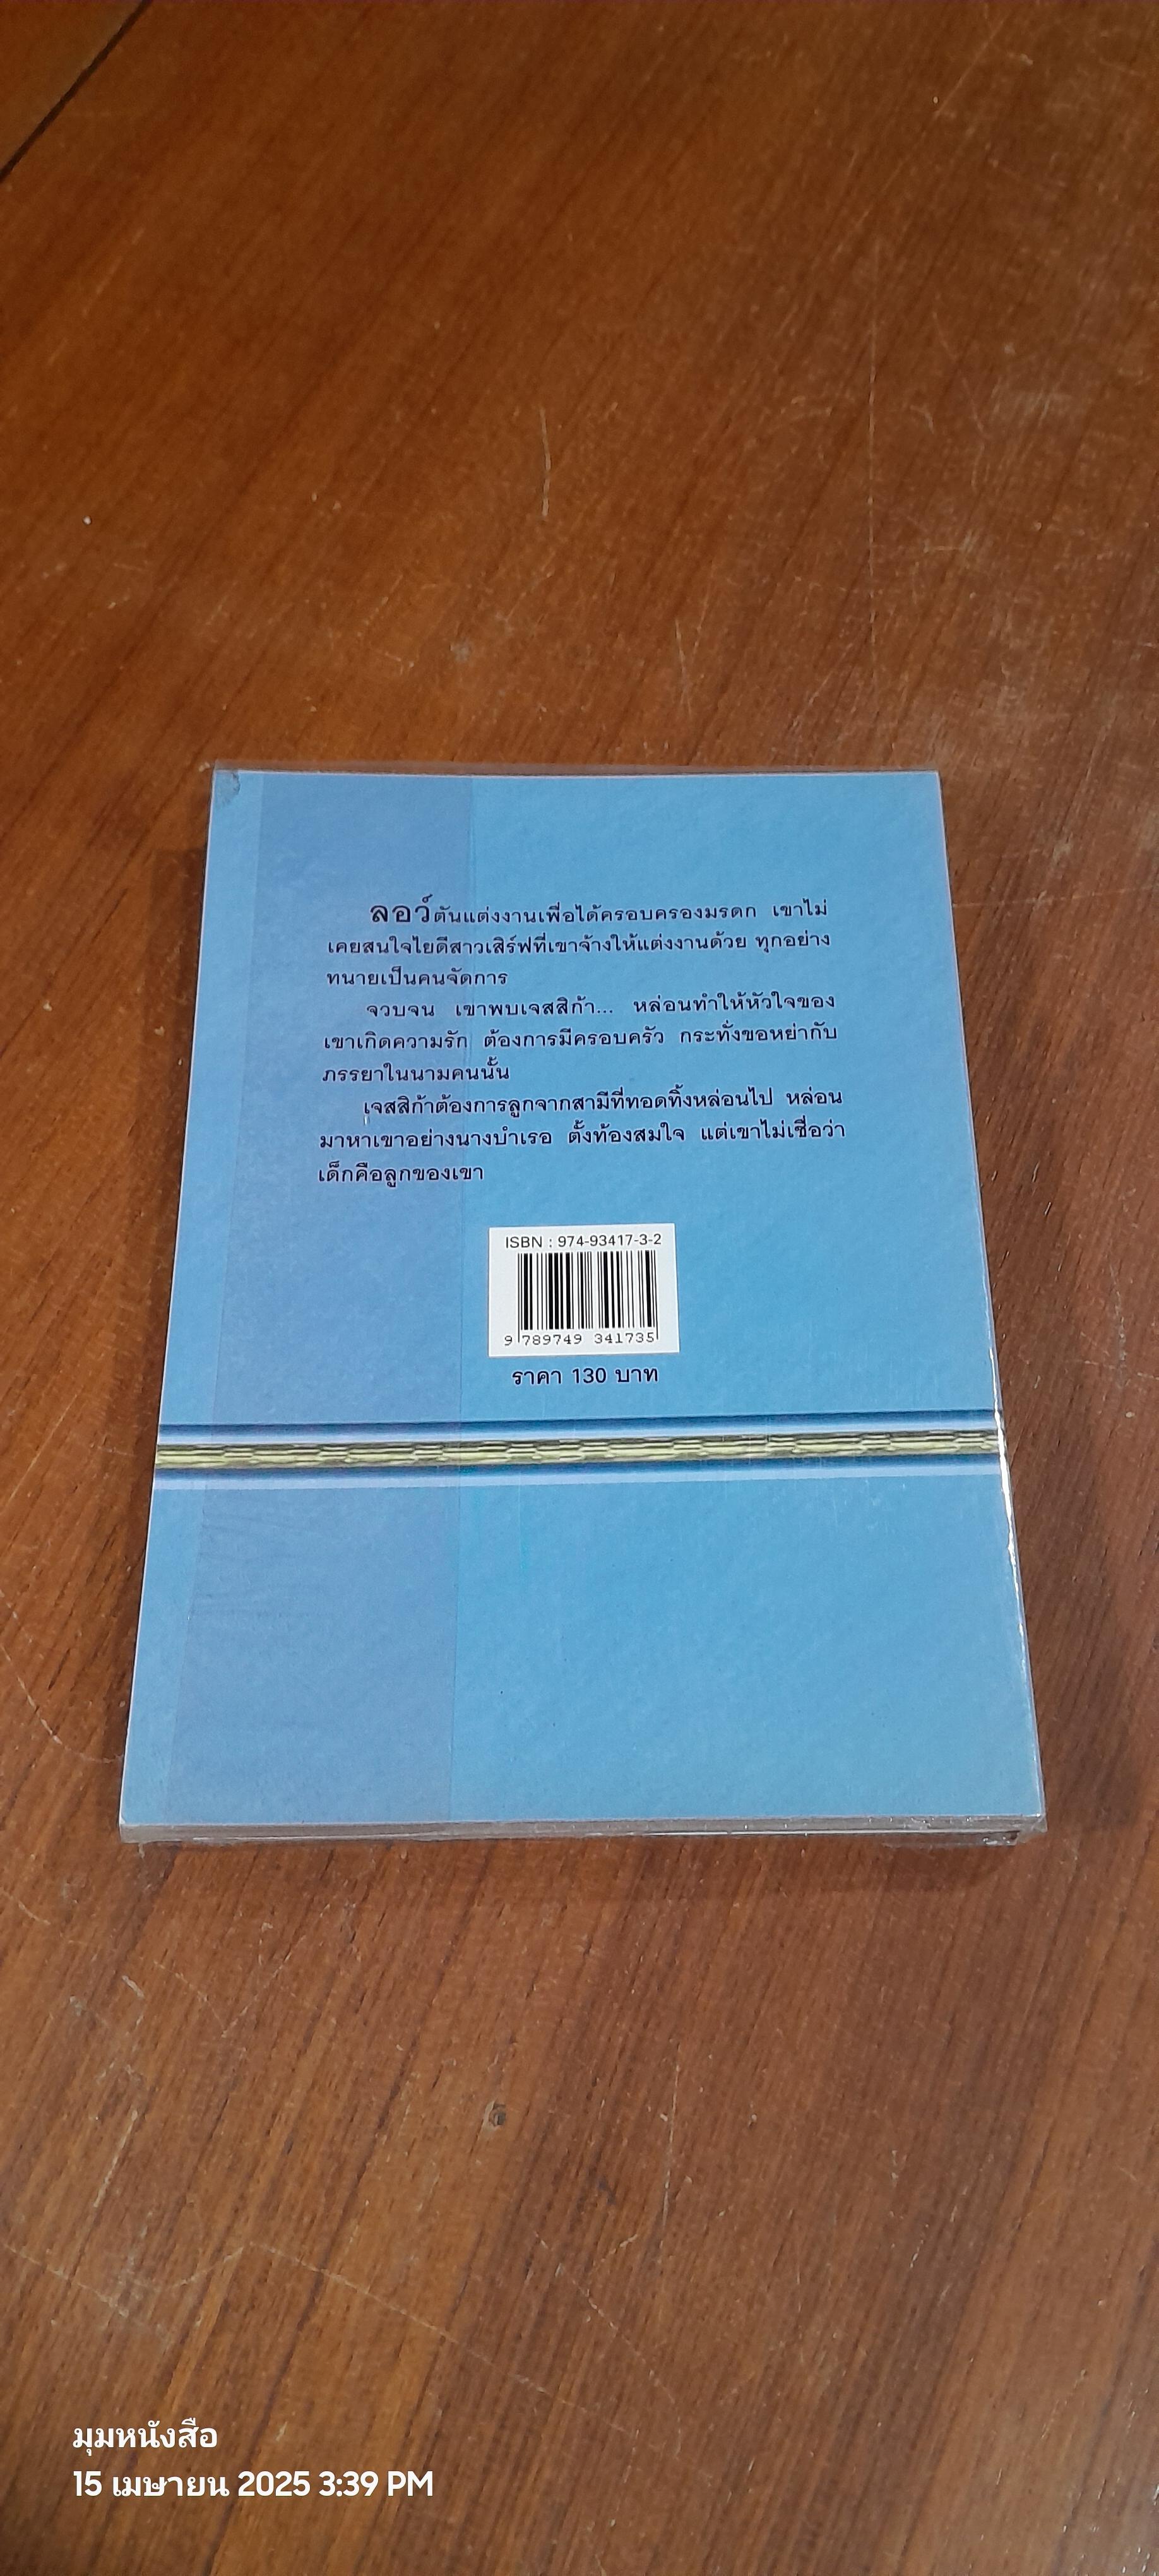 ลอว์ตันแต่งงานเพื่อได้ครอบครองมรดก เขาไม่
เคยสนใจไยดีสาวเสิร์ฟที่เขาจ้างให้แต่งงานด้วย ทุกอย่าง
ทนายเป็นคนจัดการ
จวบจน เขาพบเจสสิก้า... หล่อนทำให้หัวใจของ
เขาเกิดความรัก ต้องการมีครอบครัว กระทั่งขอหย่ากับ
ภรรยาในนามคนนั้น
เจสสิก้าต้องการลูกจากสามีที่ทอดทิ้งหล่อนไป หล่อน
มาหาเขาอย่างนางบำเรอ ตั้งท้องสมใจ แต่เขาไม่เชื่อว่า
เด็กคือลูกของเขา
ISBN : 974-93417-3-2
9 789749 341735
ราคา 130 บาท
มุมหนังสือ
15 เมษายน 2025 3:39 PM